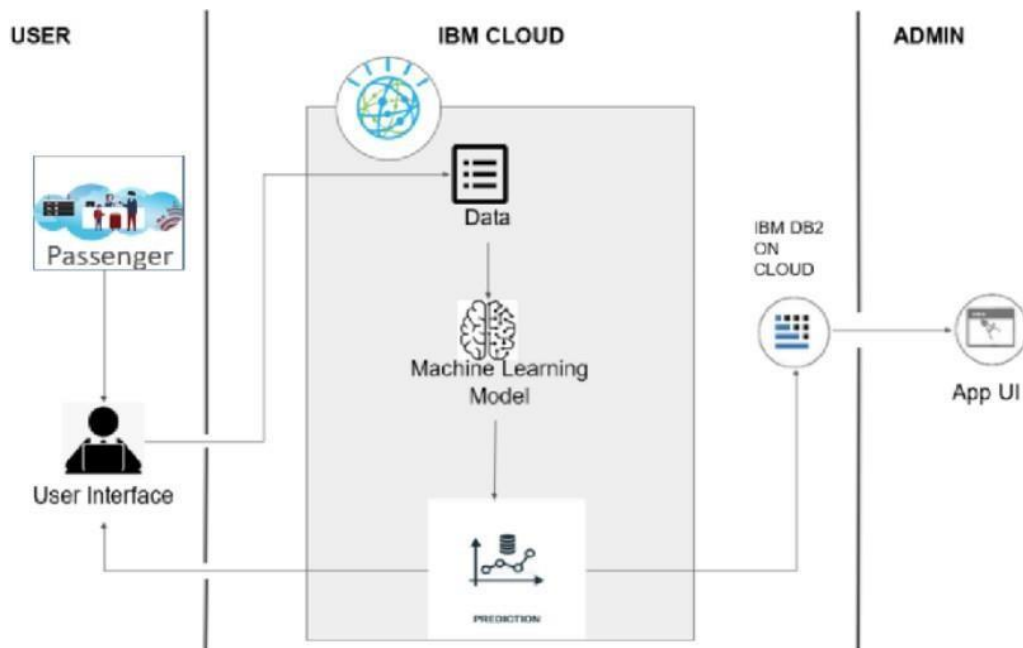 USER
IBM CLOUD
ADMIN
Passenger
Data
IBM DB2
ON
CLOUD
Machine Learning
Model
App UI
User Interface
PREDICTION